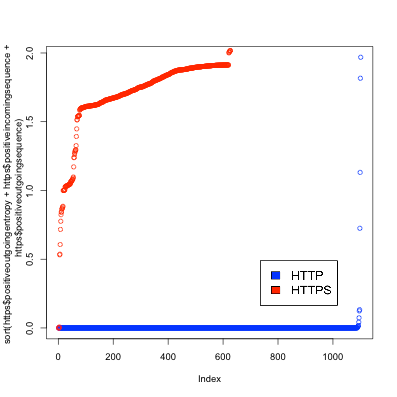 sort(https$positiveoutgoingentropy + https$positiveincomingsequence +
https$positiveoutgoingsequence)
2.0
1.5
1.0
0.5
0.0
HTTP
HTTPS
0 200 400 600 800 1000
Index